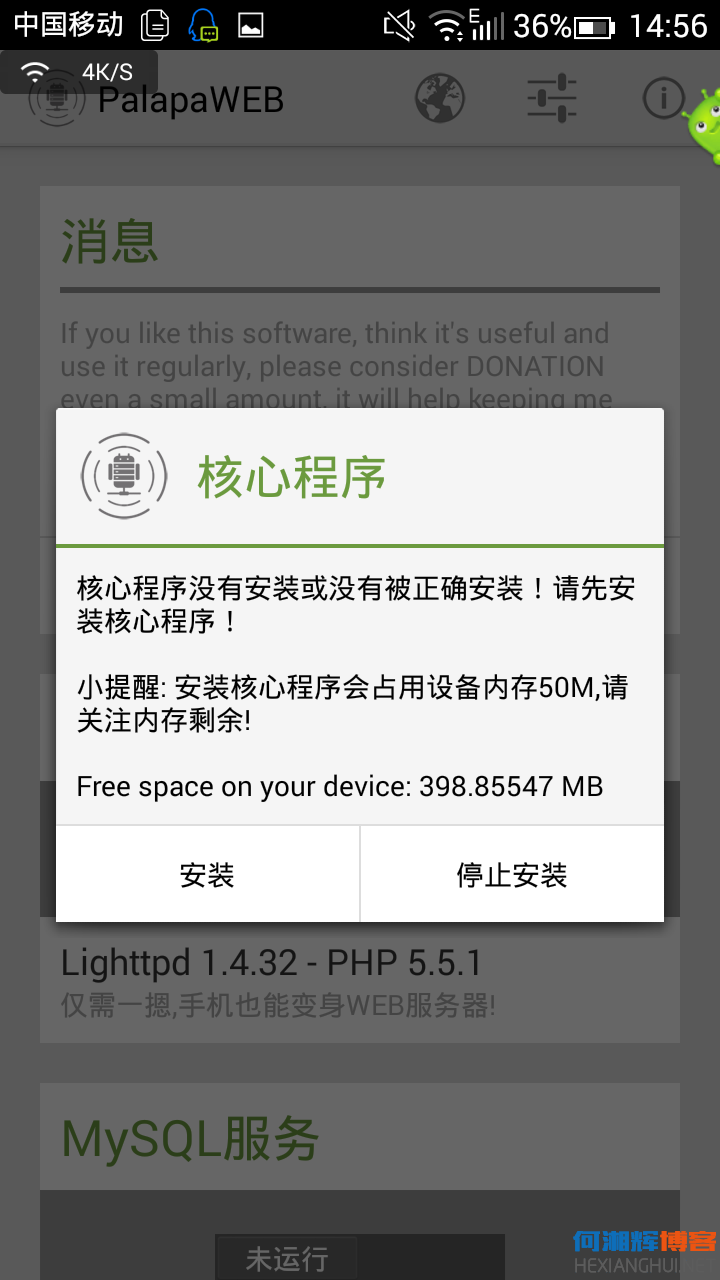 中国移动
E
36%
14:56
4K/S
PalapaWEB
消息
If you like this software, think it's useful and
use it regularly, please consider DONATION
even a small amount, it will help keeping me
核心程序
核心程序没有安装或没有被正确安装！请先安
装核心程序！
小提醒: 安装核心程序会占用设备内存50M,请
关注内存剩余!
Free space on your device: 398.85547 MB
安装
停止安装
Lighttpd 1.4.32 - PHP 5.5.1
仅需一摁,手机也能变身WEB服务器!
MySQL服务
未运行
何湘辉博客
HEXIANGHUI.NET